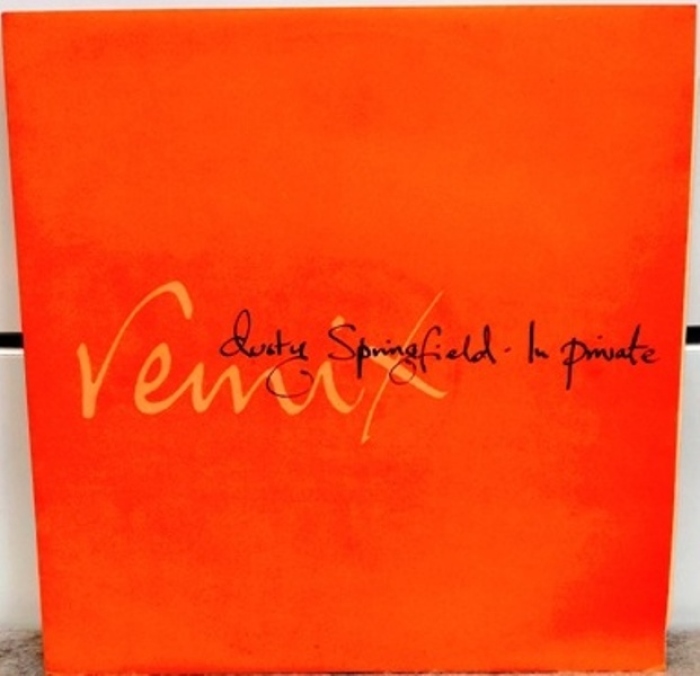 remix
dusty Springfield - In private